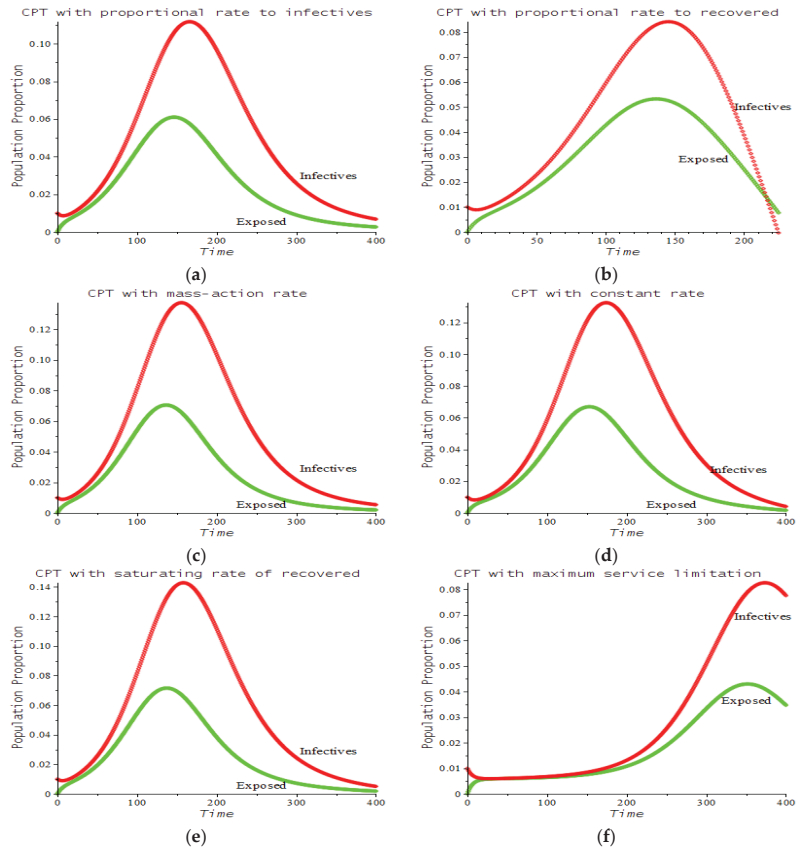 CPT with proportional rate to infectives
Population Proportion
0.10
0.08
0.06
0.04
0.02
0
Infectives
Exposed
0 100 200 300 400
Time
(a)
CPT with proportional rate to recovered
Population Proportion
0.08
0.07
0.06
0.05
0.04
0.03
0.02
0.01
0
Infectives
Exposed
50 100 150 200
Time
(b)
CPT with mass-action rate
Population Proportion
0.12
0.10
0.08
0.06
0.04
0.02
0
Infectives
Exposed
0 100 200 300 400
Time
(c)
CPT with constant rate
Population Proportion
0.12
0.10
0.08
0.06
0.04
0.02
0
Infectives
Exposed
0 100 200 300 400
Time
(d)
CPT with saturating rate of recovered
Population Proportion
0.14
0.12
0.10
0.08
0.06
0.04
0.02
0
Infectives
Exposed
0 100 200 300 400
Time
(e)
CPT with maximum service limitation
Population Proportion
0.08
0.07
0.06
0.05
0.04
0.03
0.02
0.01
0
Infectives
Exposed
0 100 200 300 400
Time
(f)